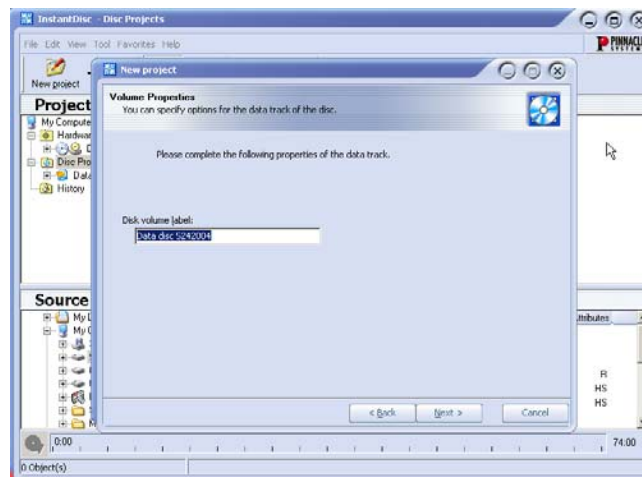 InstantDisc - Disc Projects
File Edit View Tool Favorites Help
PINNACLE
SYSTEMS
New project
New project
Volume Properties
You can specify options for the data track of the disc.
Project
My Compute
Hardwar
Disc Pro
Data
History
Please complete the following properties of the data track.
Disk volume label:
Data disc 5242004
Source
My
My
Attributes
R
HS
HS
< Back
Next >
Cancel
0:00
74.00
0 Object(s)